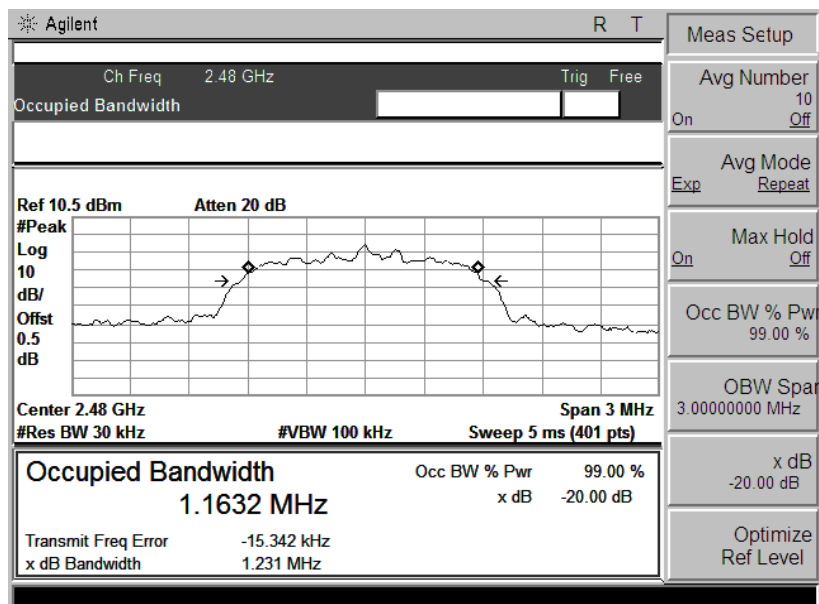 Agilent R T
Ch Freq 2.48 GHz Trig Free
Occupied Bandwidth
Ref 10.5 dBm Atten 20 dB
#Peak
Log
10
dB/
Offst
0.5
dB
Center 2.48 GHz Span 3 MHz
#Res BW 30 kHz #VBW 100 kHz Sweep 5 ms (401 pts)
Occupied Bandwidth Occ BW % Pwr 99.00 %
1.1632 MHz x dB -20.00 dB
Transmit Freq Error -15.342 kHz
x dB Bandwidth 1.231 MHz
Meas Setup
Avg Number
10
On Off
Avg Mode
Exp Repeat
Max Hold
On Off
Occ BW % Pwr
99.00 %
OBW Span
3.00000000 MHz
x dB
-20.00 dB
Optimize
Ref Level